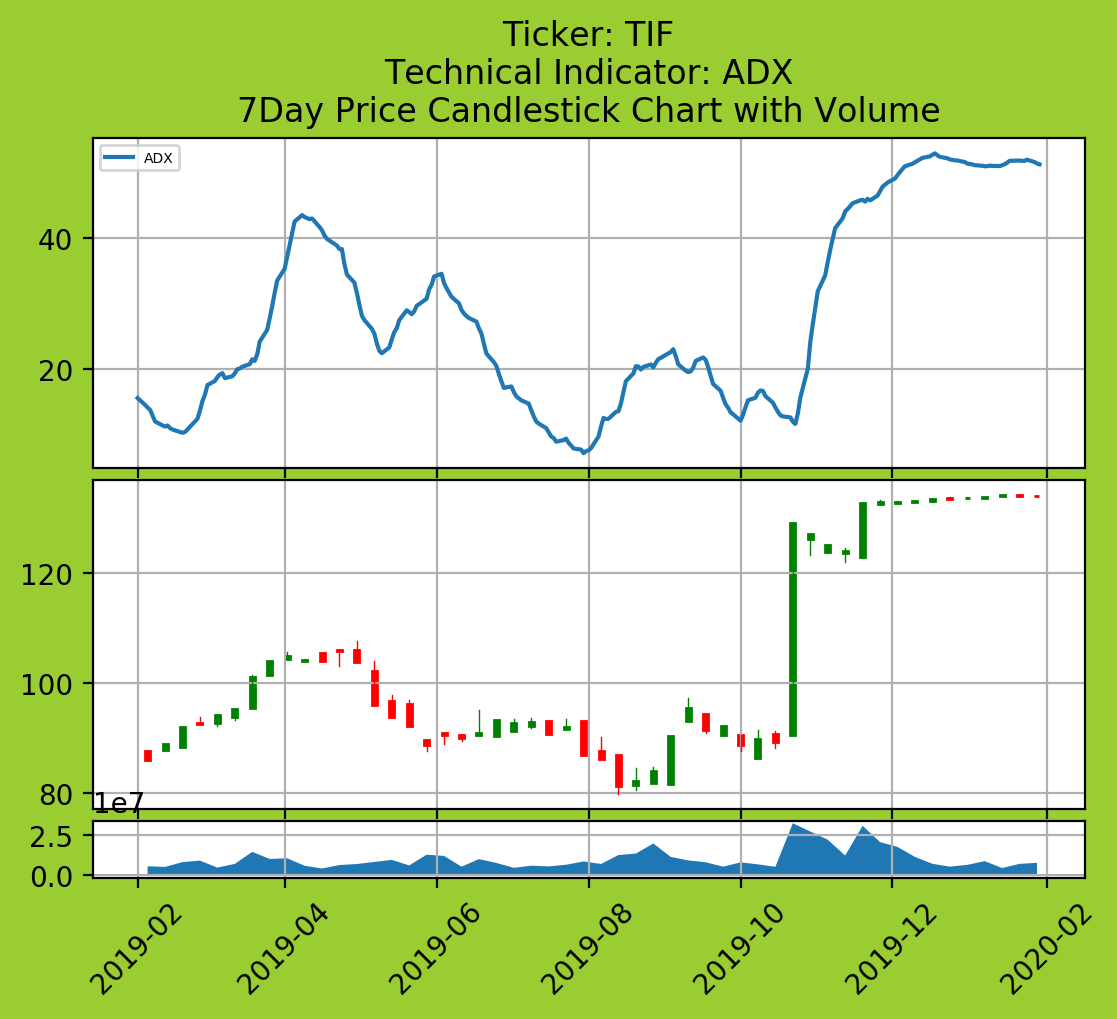 Ticker: TIF
Technical Indicator: ADX
7Day Price Candlestick Chart with Volume
ADX
40
20
120
100
80
1e7
2.5
0.0
2019-02 2019-04 2019-06 2019-08 2019-10 2019-12 2020-02